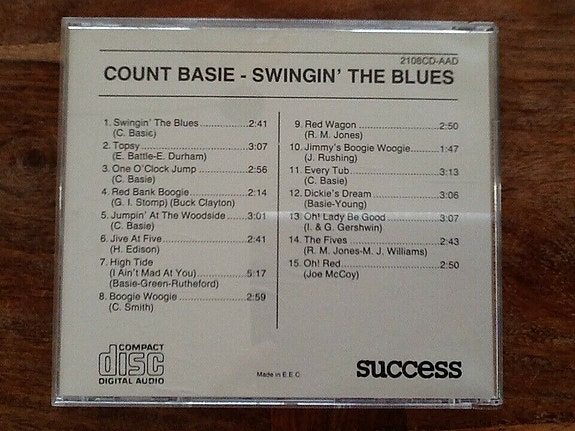 2108CD-AAD
COUNT BASIE - SWINGIN' THE BLUES
1. Swingin' The Blues ................ 2:41
(C. Basie)
2. Topsy ................ 3:07
(E. Battle-E. Durham)
3. One O'Clock Jump ................ 2:56
(C. Basie)
4. Red Bank Boogie ................ 2:14
(G. I. Stomp) (Buck Clayton)
5. Jumpin' At The Woodside ...... 3:01
(C. Basie)
6. Jive At Five ................ 2:41
(H. Edison)
7. High Tide
(I Ain't Mad At You) ................ 5:17
(Basie-Green-Rutheford)
8. Boogie Woogie ................ 2:59
(C. Smith)
9. Red Wagon ................ 2:50
(R. M. Jones)
10. Jimmy's Boogie Woogie ...... 1:47
(J. Rushing)
11. Every Tub ................ 3:13
(C. Basie)
12. Dickie's Dream ................ 3:06
(Basie-Young)
13. Oh! Lady Be Good ................ 3:07
(I. & G. Gershwin)
14. The Fives ................ 2:43
(R. M. Jones-M. J. Williams)
15. Oh! Red ................ 2:50
(Joe McCoy)
COMPACT
disc
DIGITAL AUDIO
Made in E.E.C.
success